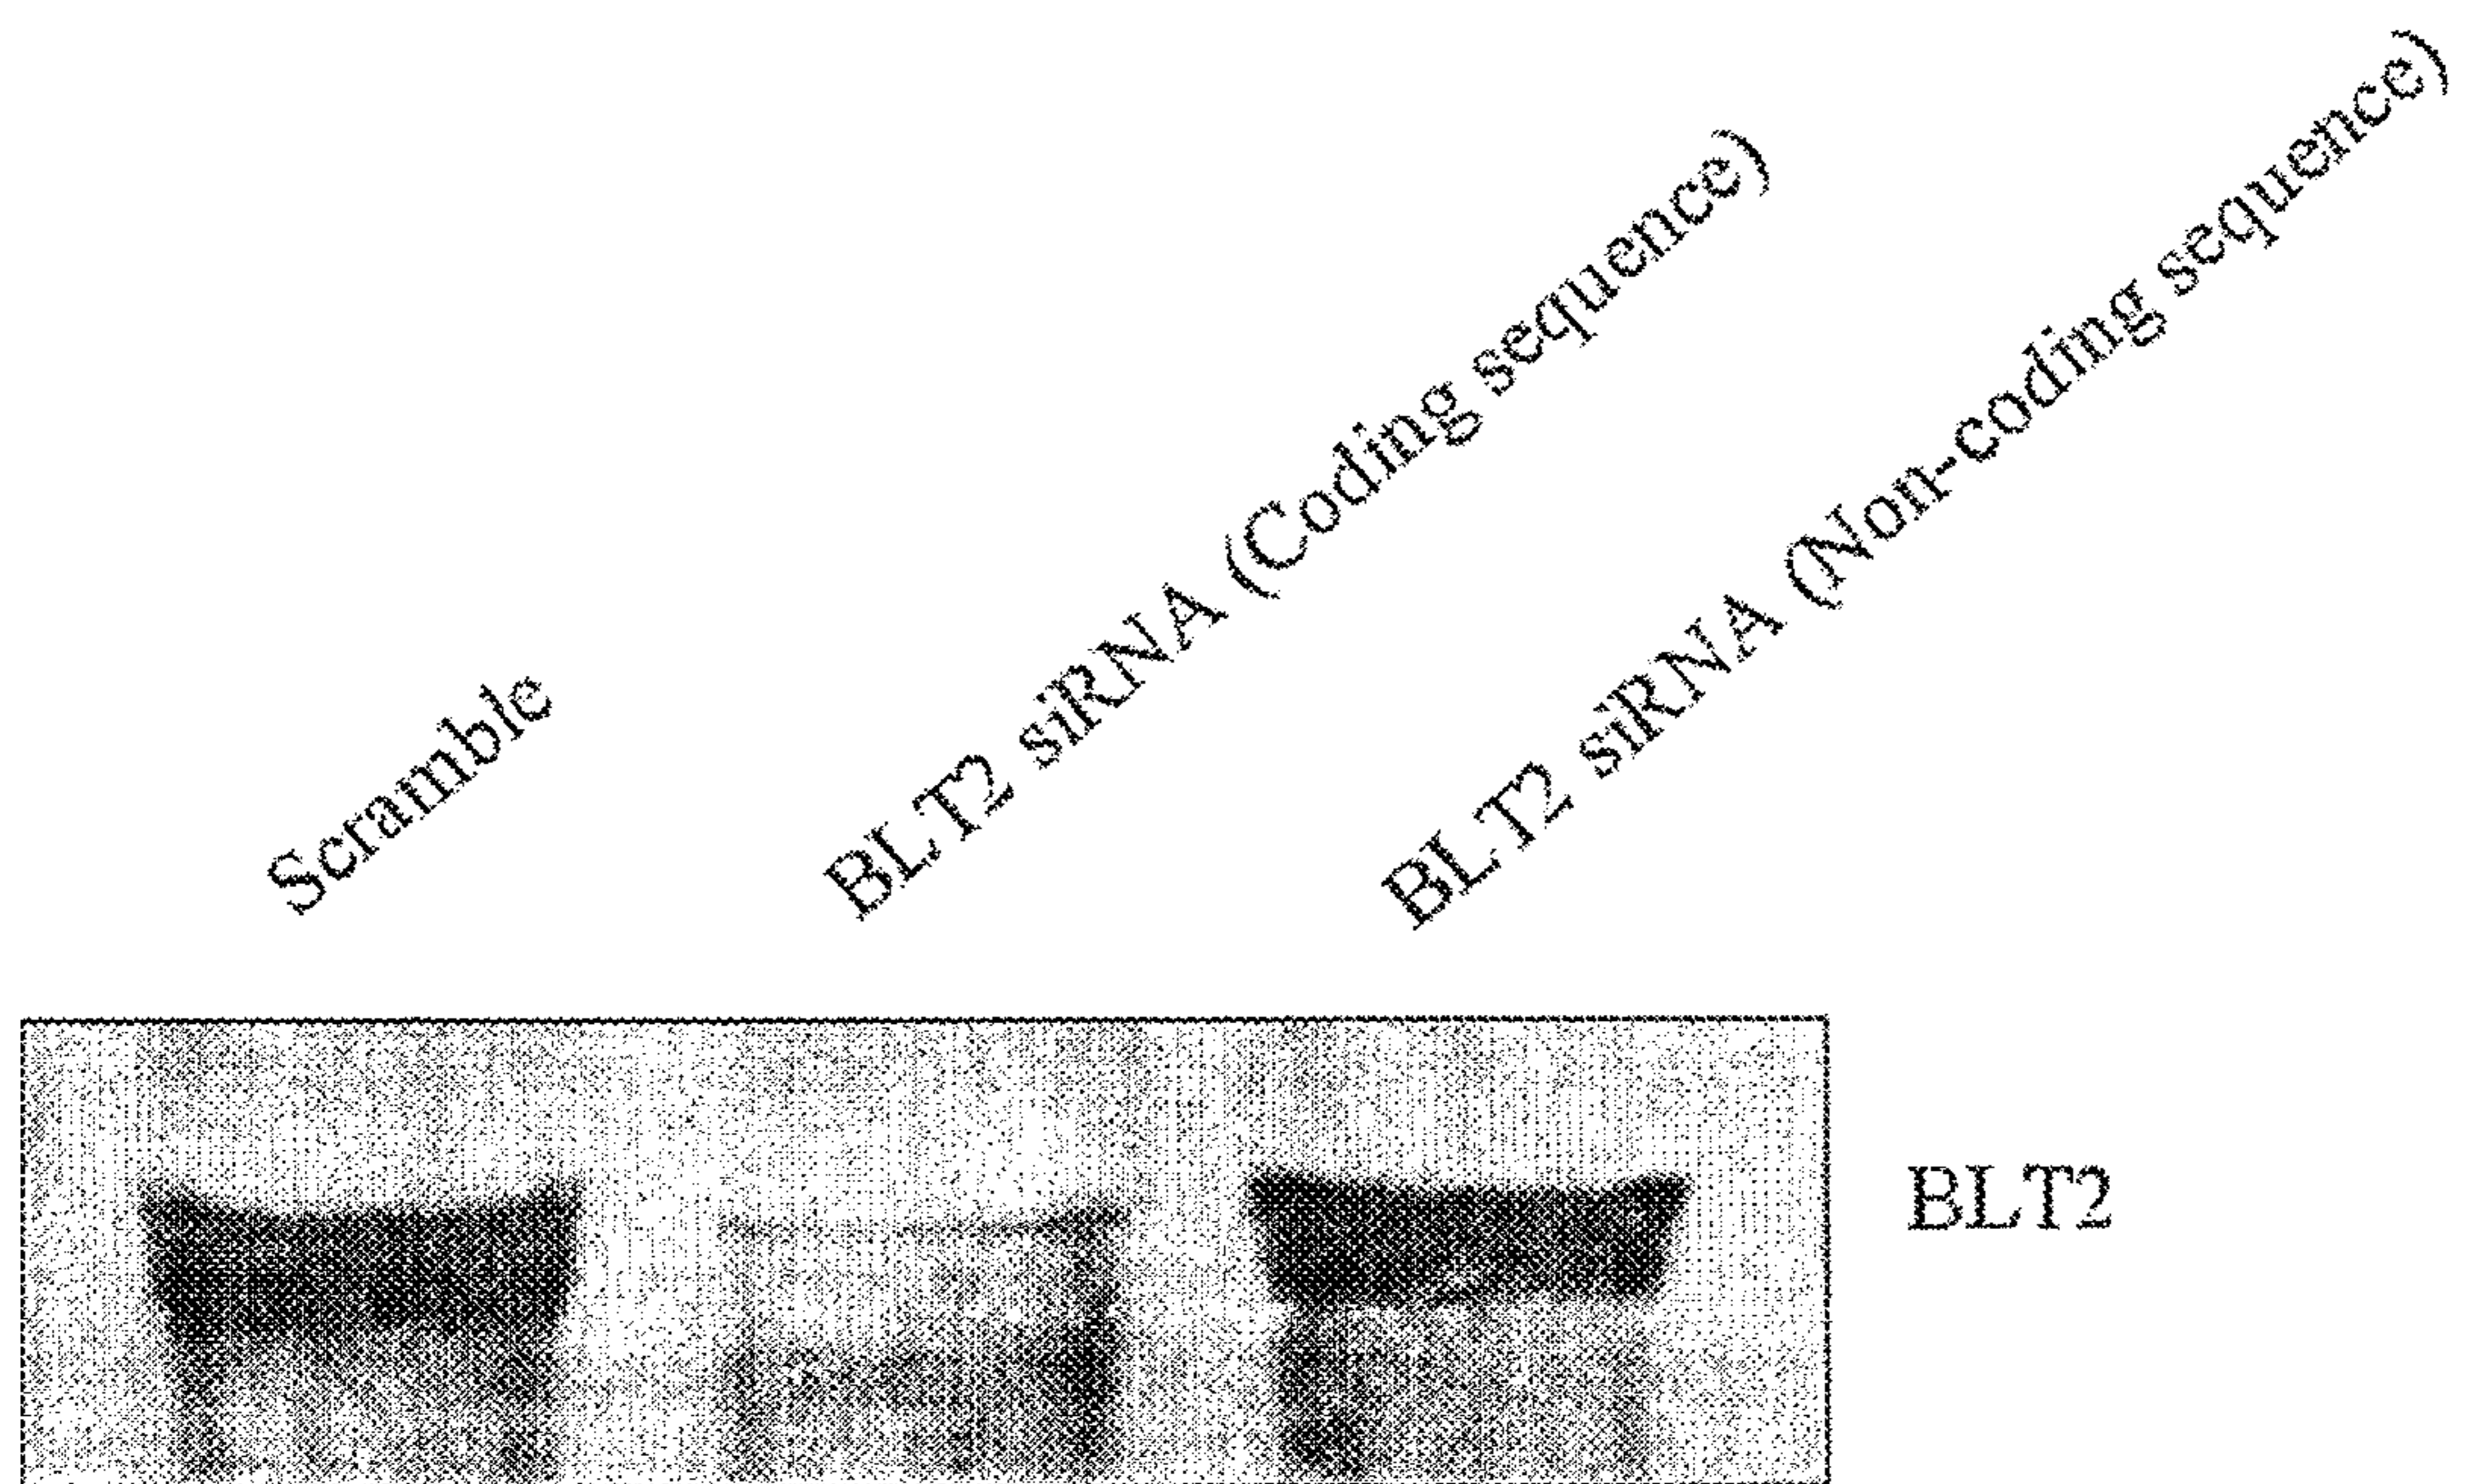 Scramble
BLT2 siRNA (Coding sequence)
BLT2 siRNA (Non-coding sequence)
BLT2